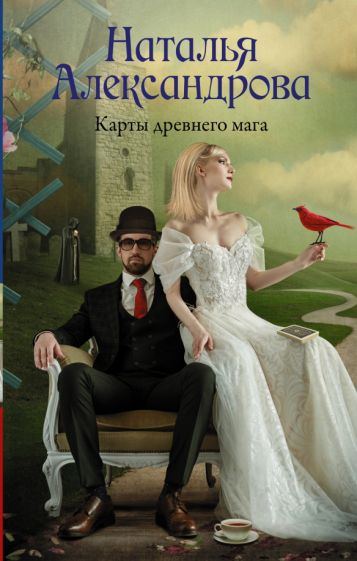 Наталья
Александрова
Карты древнего мага